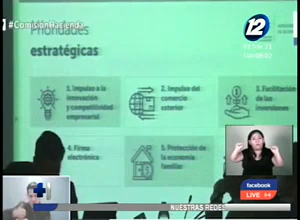 #ComisiónHacienda
12
Prioridades
estratégicas
1. Impulso a la
innovación
y competitividad
empresarial
2. Impulso del
comercio
exterior
3. Facilitación
de las
inversiones
4. Firma
electrónica
5. Protección de
la economía
familiar
facebook
LIVE
NUESTRAS REDES